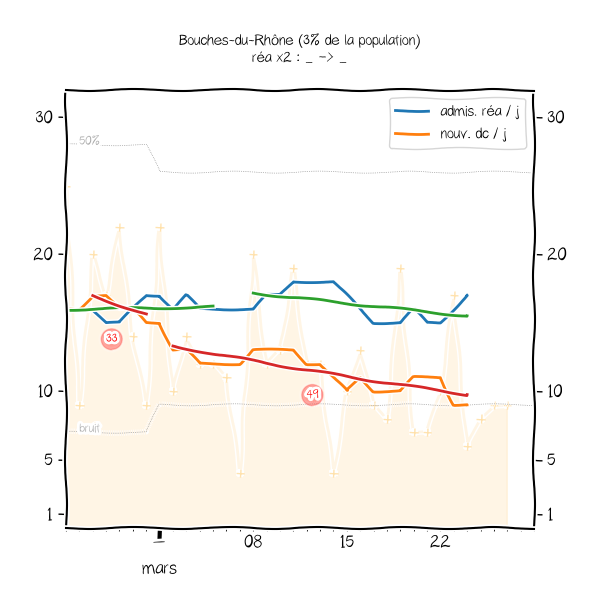 Bouches-du-Rhône (3% de la population)
réa x2 : _ -> _
admis. réa / j
nouv. dc / j
30
30
50%
20
20
33
10
49
10
bruit
5
5
1
1
1
08
15
22
mars